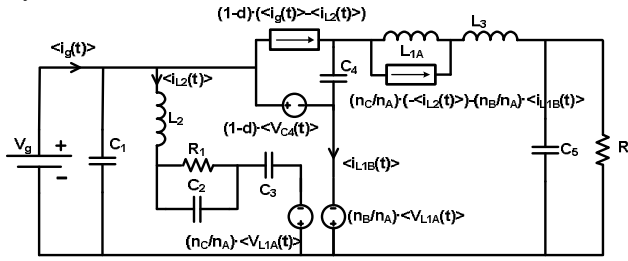 (1-d)·(<ig(t)>-<iL2(t)>)
<ig(t)>
L1A
L3
<iL2(t)>
C4
(nC/nA)·(-<iL2(t)>)-(nB/nA)·<iL1B(t)>
L2
(1-d)·<VC4(t)>
Vg
+
-
C1
R1
C2
C3
<iL1B(t)>
C5
R
(nB/nA)·<VL1A(t)>
(nC/nA)·<VL1A(t)>